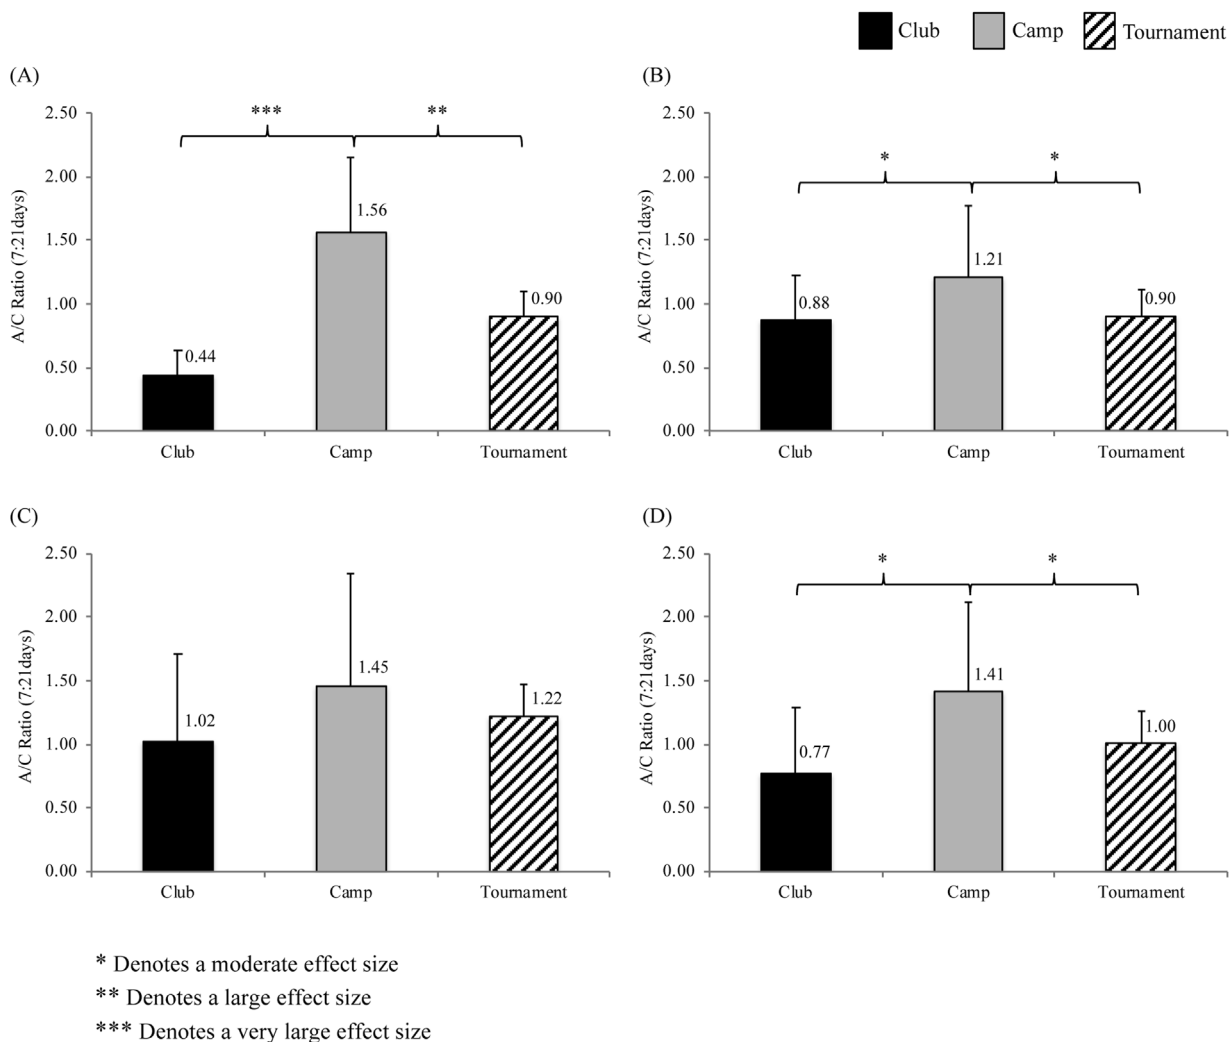 Club Camp Tournament
(A)
A/C Ratio (7:21days)
2.50
2.00
1.50
1.00
0.50
0.00
***
**
0.44
1.56
0.90
Club Camp Tournament
(B)
A/C Ratio (7:21days)
2.50
2.00
1.50
1.00
0.50
0.00
*
*
0.88
1.21
0.90
Club Camp Tournament
(C)
A/C Ratio (7:21days)
2.50
2.00
1.50
1.00
0.50
0.00
1.02
1.45
1.22
Club Camp Tournament
(D)
A/C Ratio (7:21days)
2.50
2.00
1.50
1.00
0.50
0.00
*
*
0.77
1.41
1.00
Club Camp Tournament
* Denotes a moderate effect size
** Denotes a large effect size
*** Denotes a very large effect size